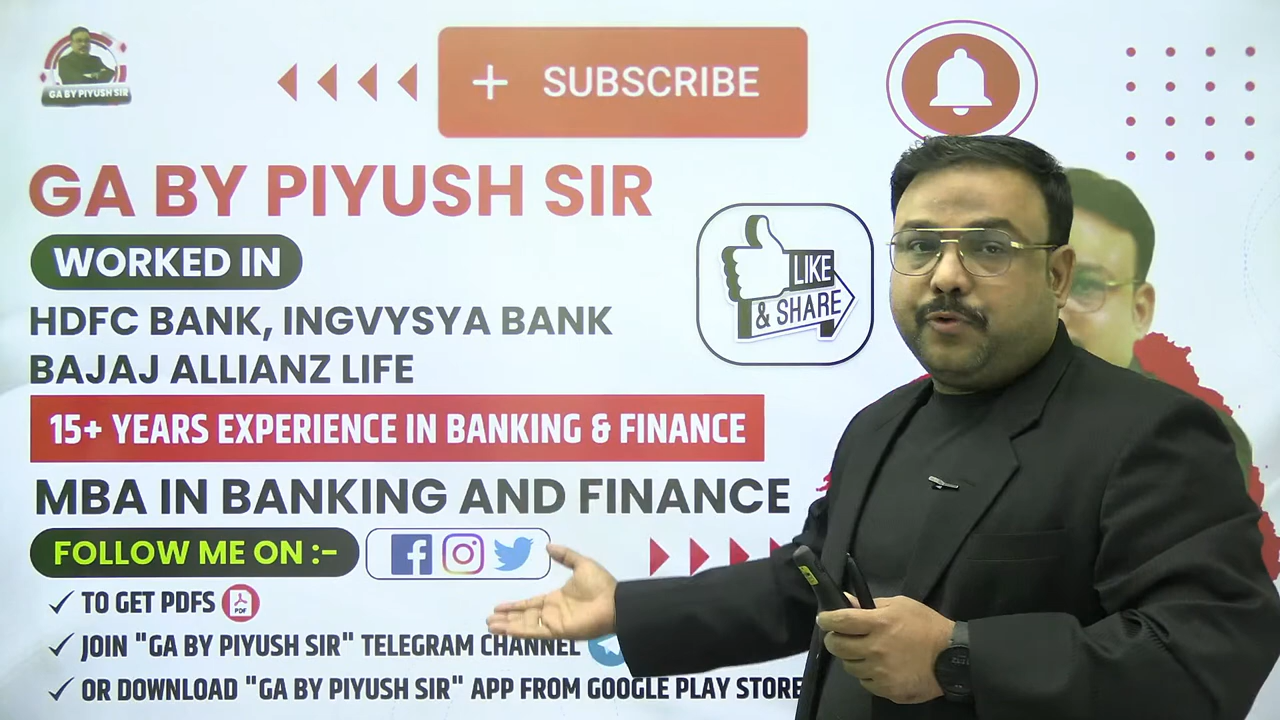 GA BY PIYUSH SIR
+ SUBSCRIBE
GA BY PIYUSH SIR
WORKED IN
HDFC BANK, INGVYSYA BANK
BAJAJ ALLIANZ LIFE
LIKE
& SHARE
15+ YEARS EXPERIENCE IN BANKING & FINANCE
MBA IN BANKING AND FINANCE
FOLLOW ME ON :-
TO GET PDFS
PDF
JOIN "GA BY PIYUSH SIR" TELEGRAM CHANNEL
OR DOWNLOAD "GA BY PIYUSH SIR" APP FROM GOOGLE PLAY STORE